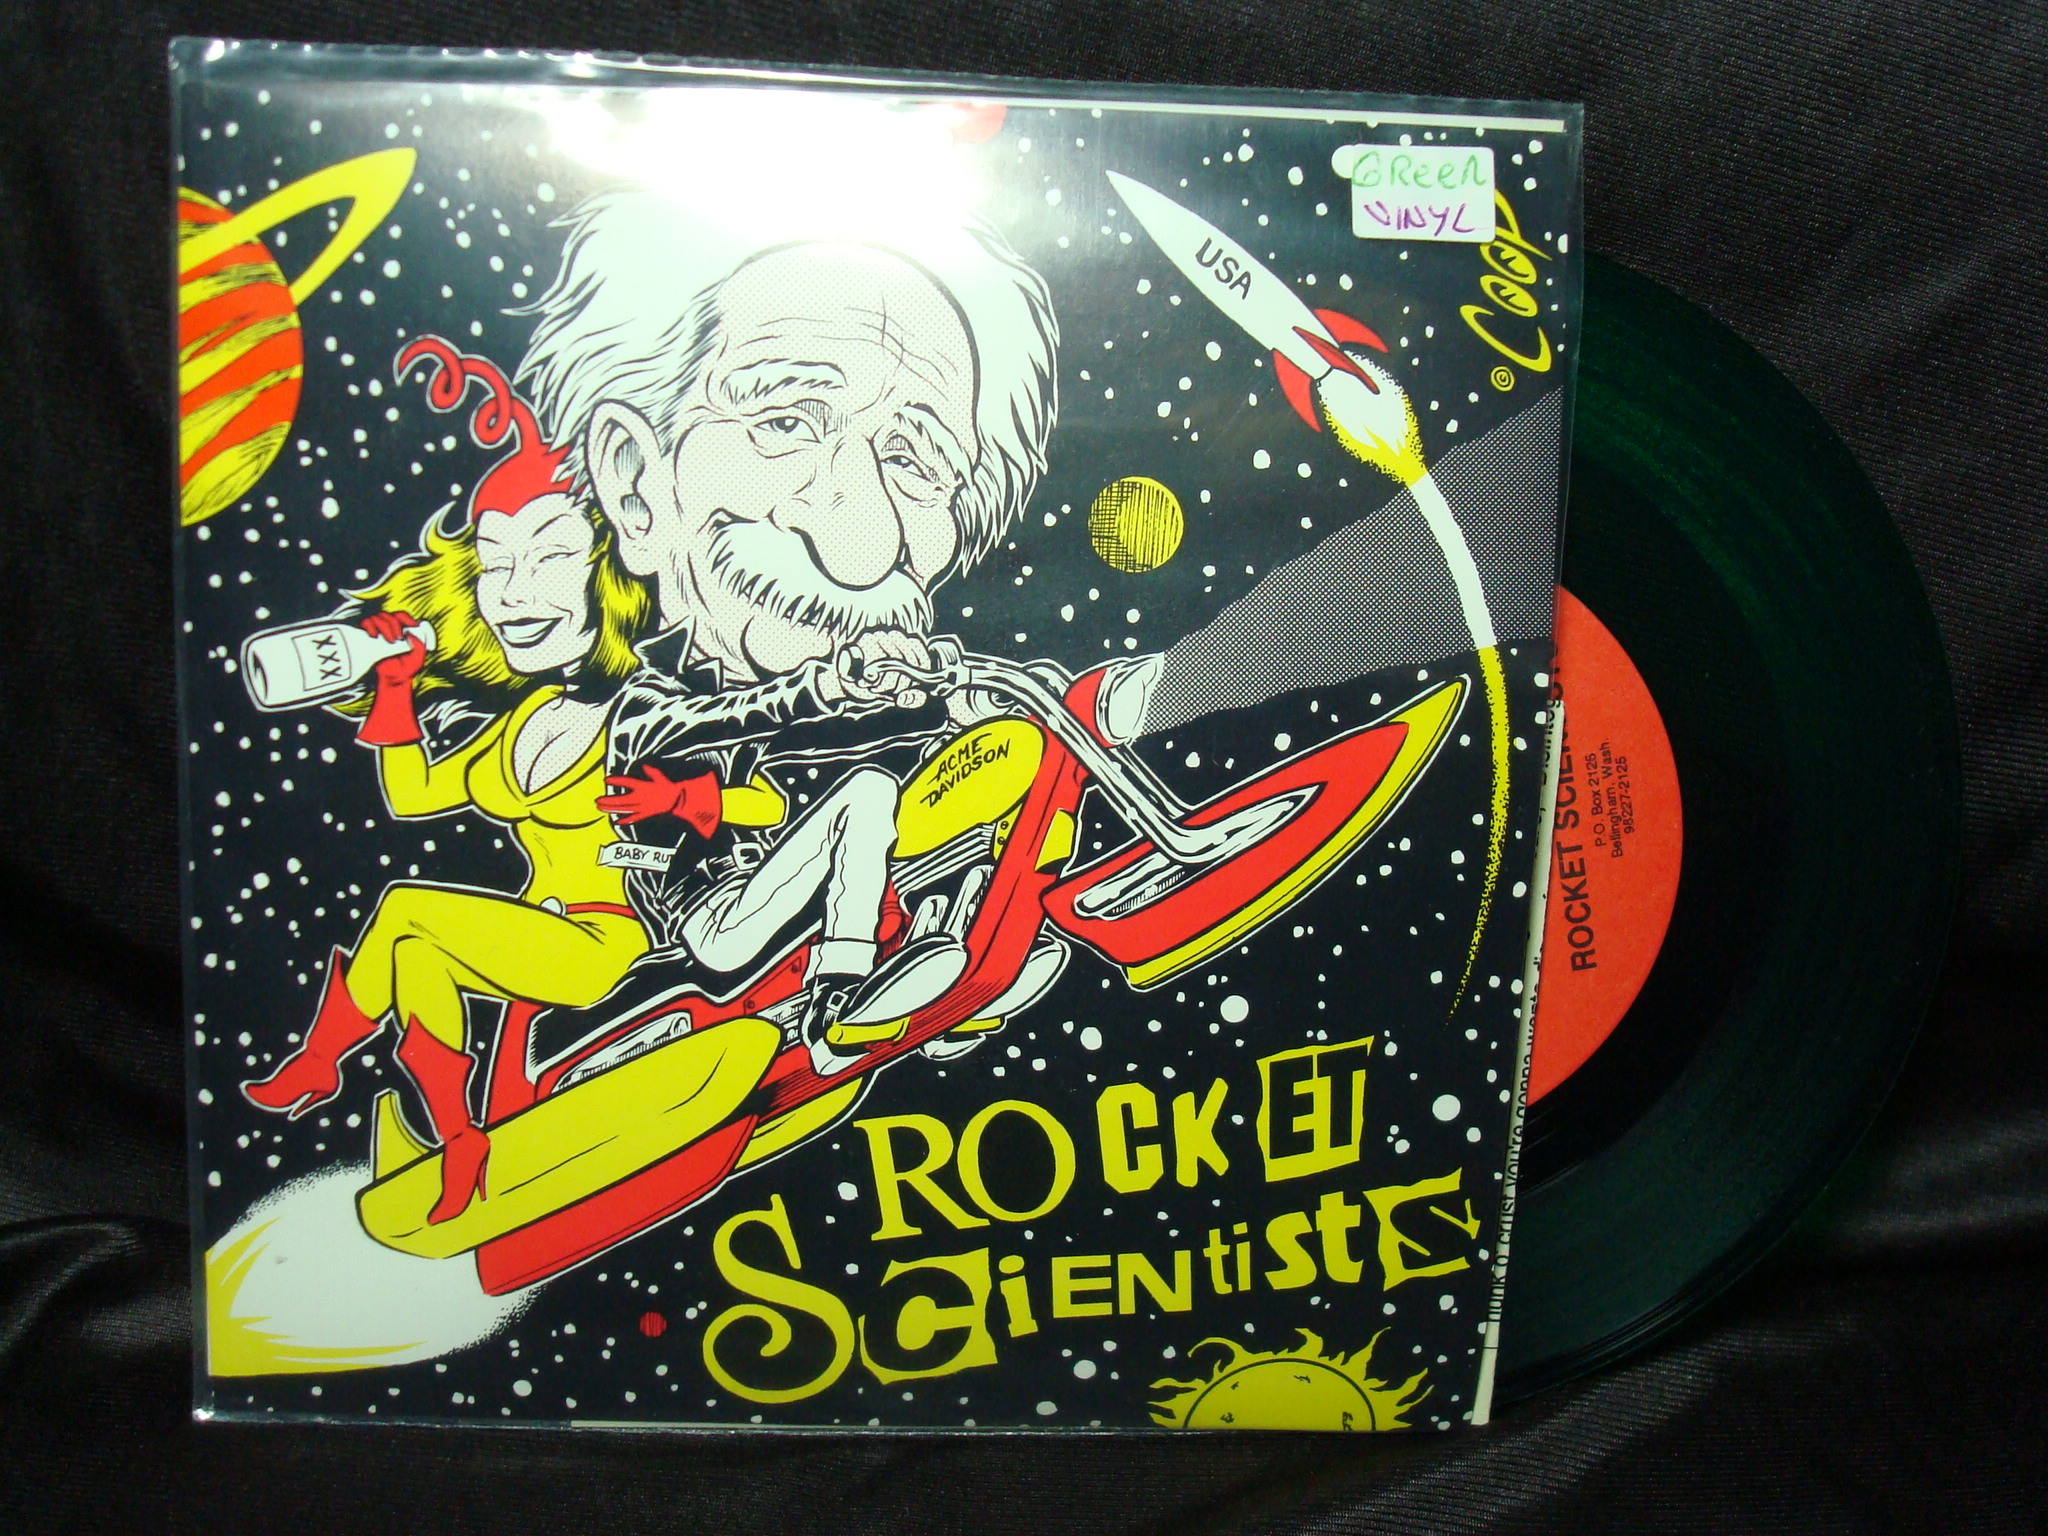 GReen
VINYL
© COOP
USA
XXX
ACME
DAVIDSON
BABY RU
ROCKET
SCiENtistS
ROCKET SCIEN
P.O. Box 2125
Bellingham, Wash.
98227-2125